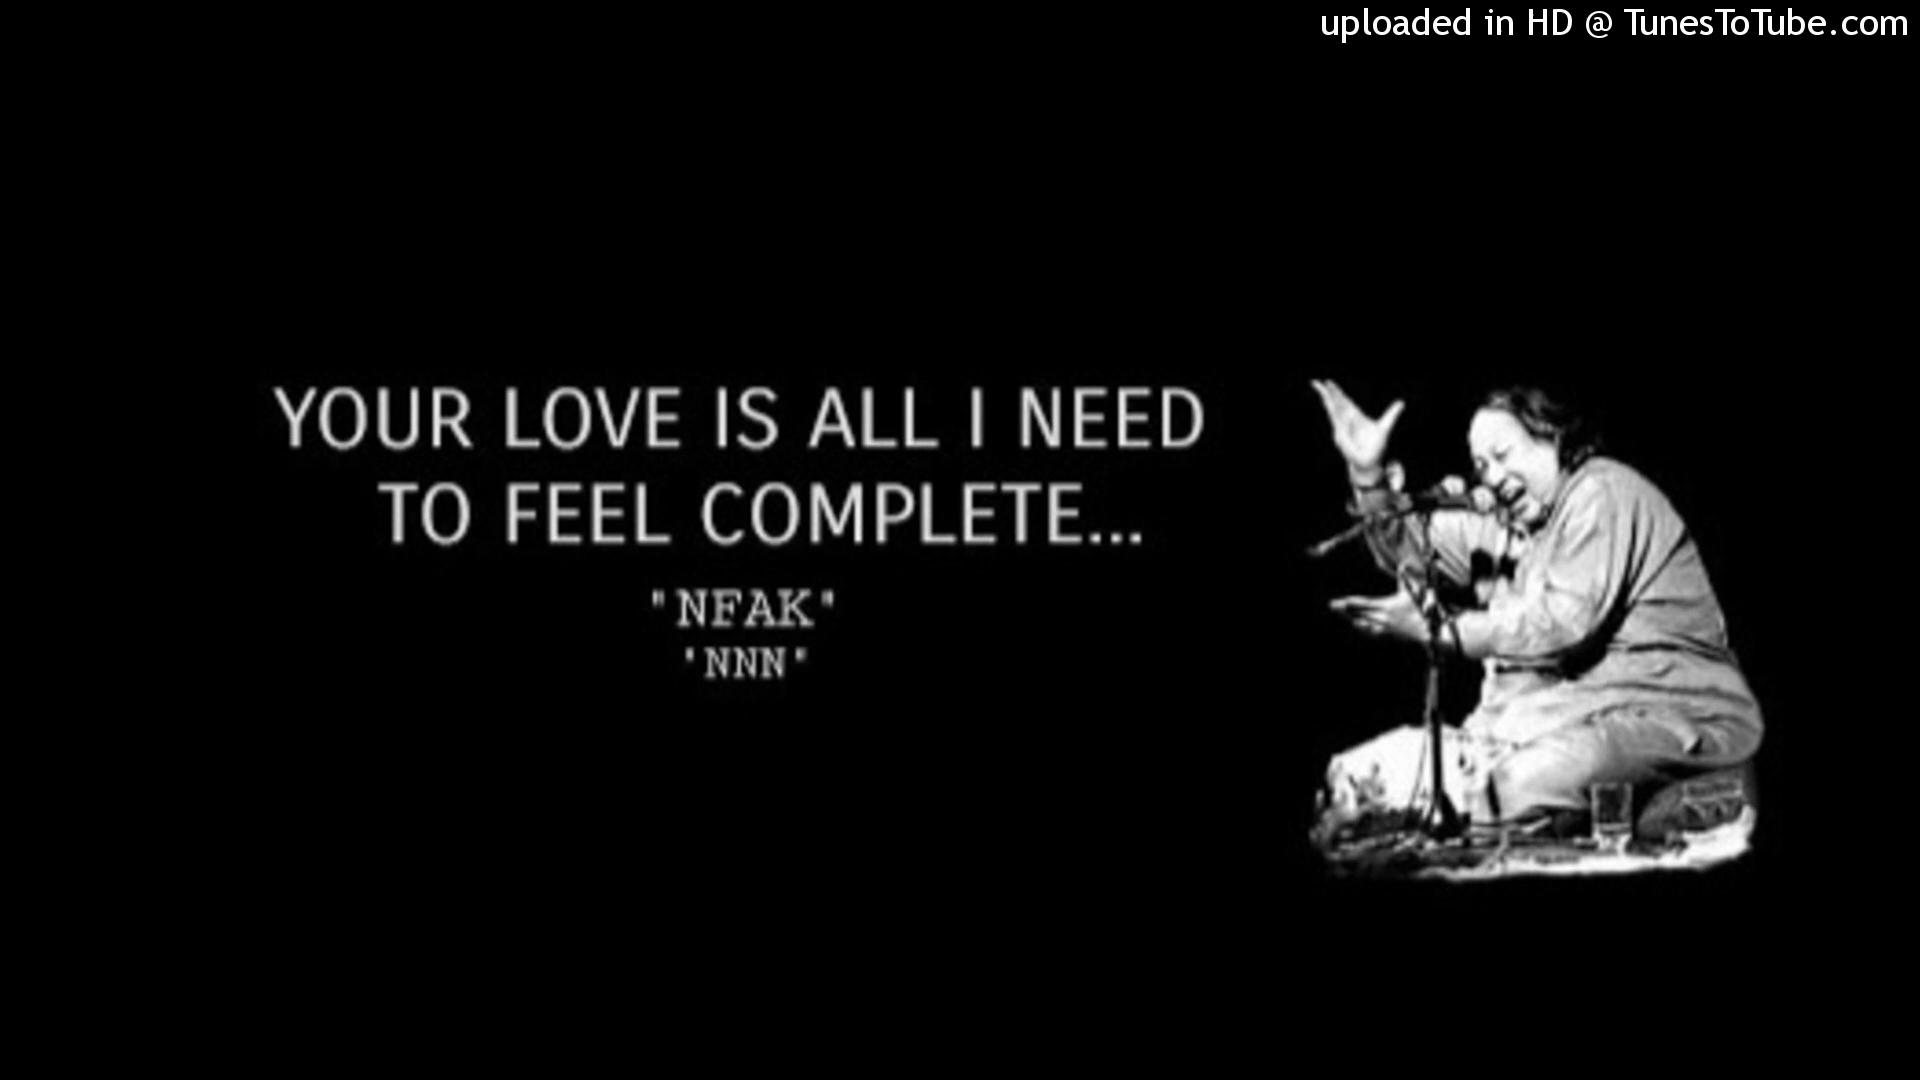 uploaded in HD @ TunesToTube.com
YOUR LOVE IS ALL I NEED
TO FEEL COMPLETE...
"NFAK"
'NNN"